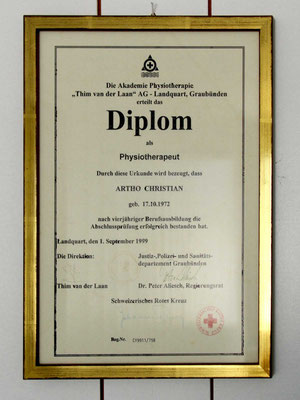 Die Akademie Physiotherapie
„Thim van der Laan“ AG - Landquart, Graubünden
erteilt das
Diplom
als
Physiotherapeut
Durch diese Urkunde wird bezeugt, dass
ARTHO CHRISTIAN
geb. 17.10.1972
nach vierjähriger Berufsausbildung die
Abschlussprüfung erfolgreich bestanden hat.
Landquart, den 1. September 1999
Die Direktion: Justiz-,Polizei- und Sanitäts-
departement Graubünden
Thim van der Laan Dr. Peter Aliesch, Regierungsrat
Schweizerisches Rotes Kreuz
Reg.Nr.